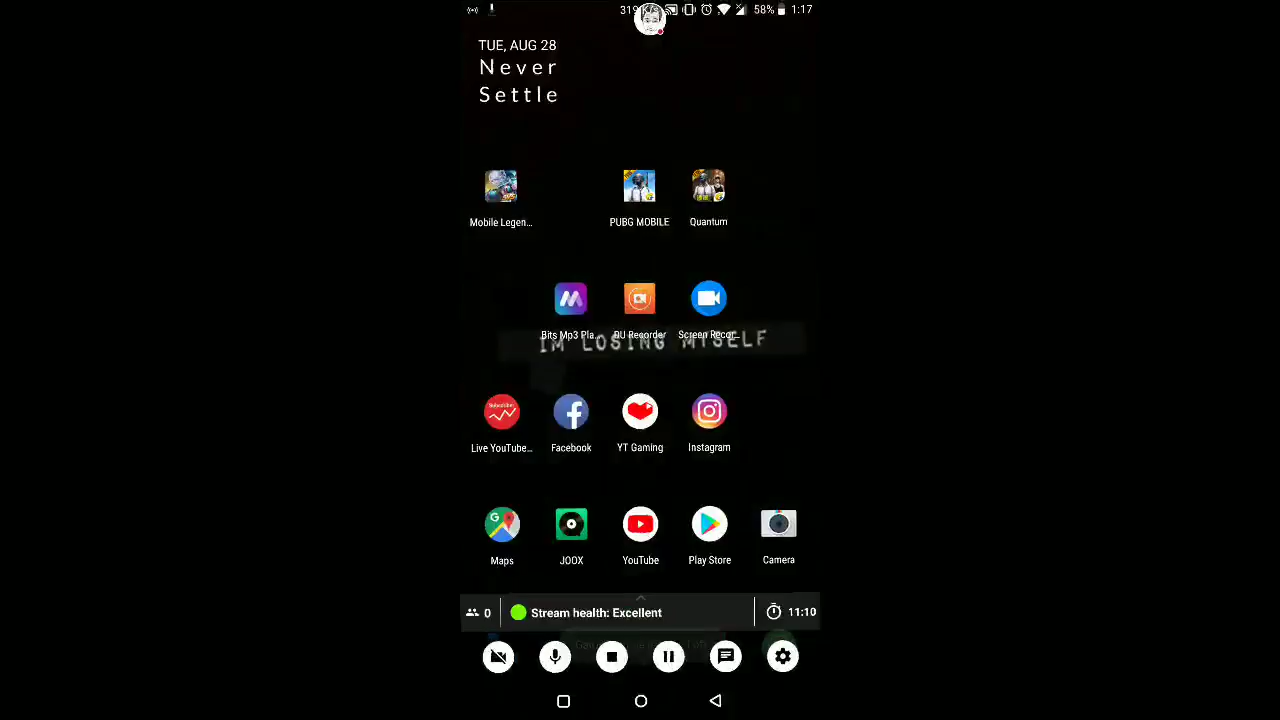 58% 1:17
TUE, AUG 28
Never
Settle
Mobile Legen...
PUBG MOBILE
Quantum
Bits Mp3 Pla...
DU Recorder
Screen Recor...
IM LOSING MYSELF
Live YouTube...
Facebook
YT Gaming
Instagram
Maps
JOOX
YouTube
Play Store
Camera
0
Stream health: Excellent
11:10